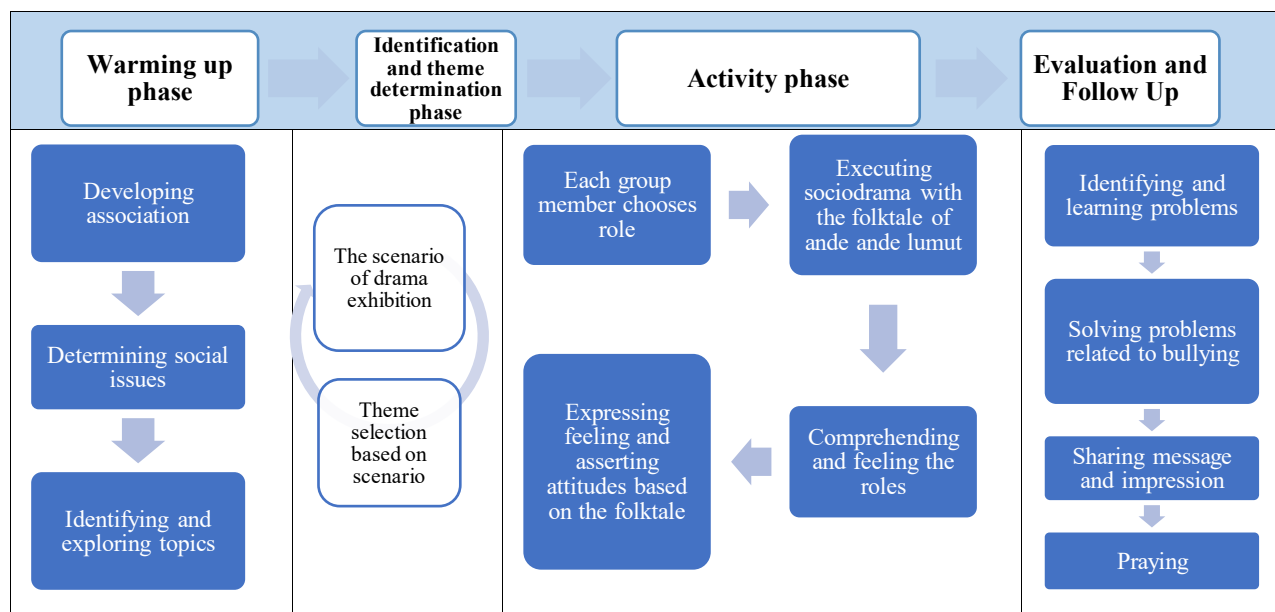 Warming up
phase
Identification
and theme
determination
phase
Activity phase
Evaluation and
Follow Up
Developing
association
Determining social
issues
Identifying and
exploring topics
The scenario
of drama
exhibition
Theme
selection
based on
scenario
Each group
member chooses
role
Executing
sociodrama with
the folktale of
ande ande lumut
Comprehending
and feeling the
roles
Expressing
feeling and
asserting
attitudes based
on the folktale
Identifying and
learning problems
Solving problems
related to bullying
Sharing message
and impression
Praying